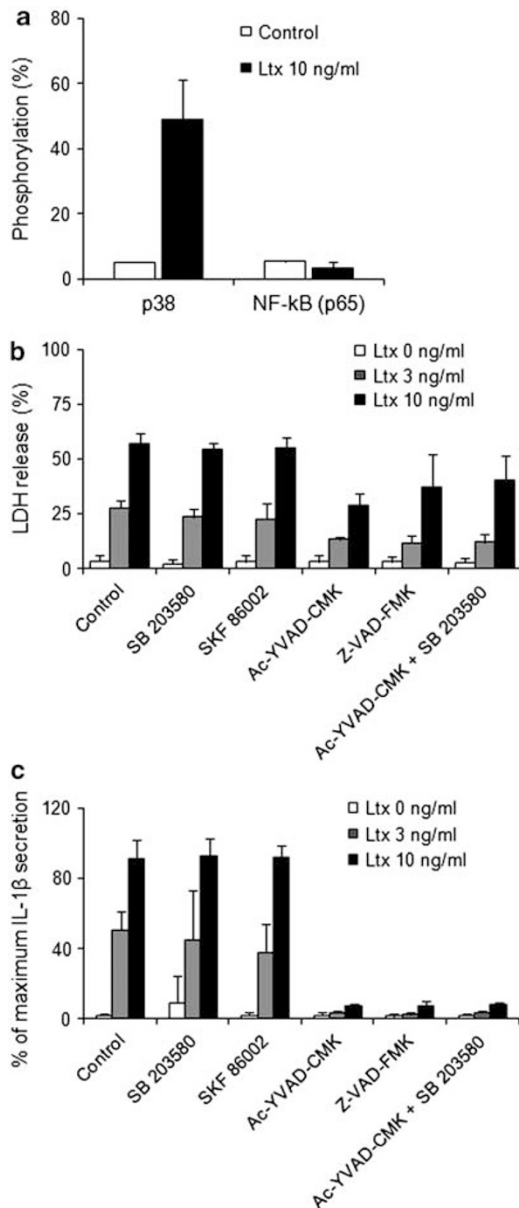 a
80
60
40
20
0
Phosphorylation (%)
Control
Ltx 10 ng/ml
p38
NF-kB (p65)
b
100
75
50
25
0
LDH release (%)
Ltx 0 ng/ml
Ltx 3 ng/ml
Ltx 10 ng/ml
Control
SB 203580
SKF 86002
Ac-YVAD-CMK
Z-VAD-FMK
Ac-YVAD-CMK + SB 203580
c
120
80
40
0
% of maximum IL-1β secretion
Ltx 0 ng/ml
Ltx 3 ng/ml
Ltx 10 ng/ml
Control
SB 203580
SKF 86002
Ac-YVAD-CMK
Z-VAD-FMK
Ac-YVAD-CMK + SB 203580